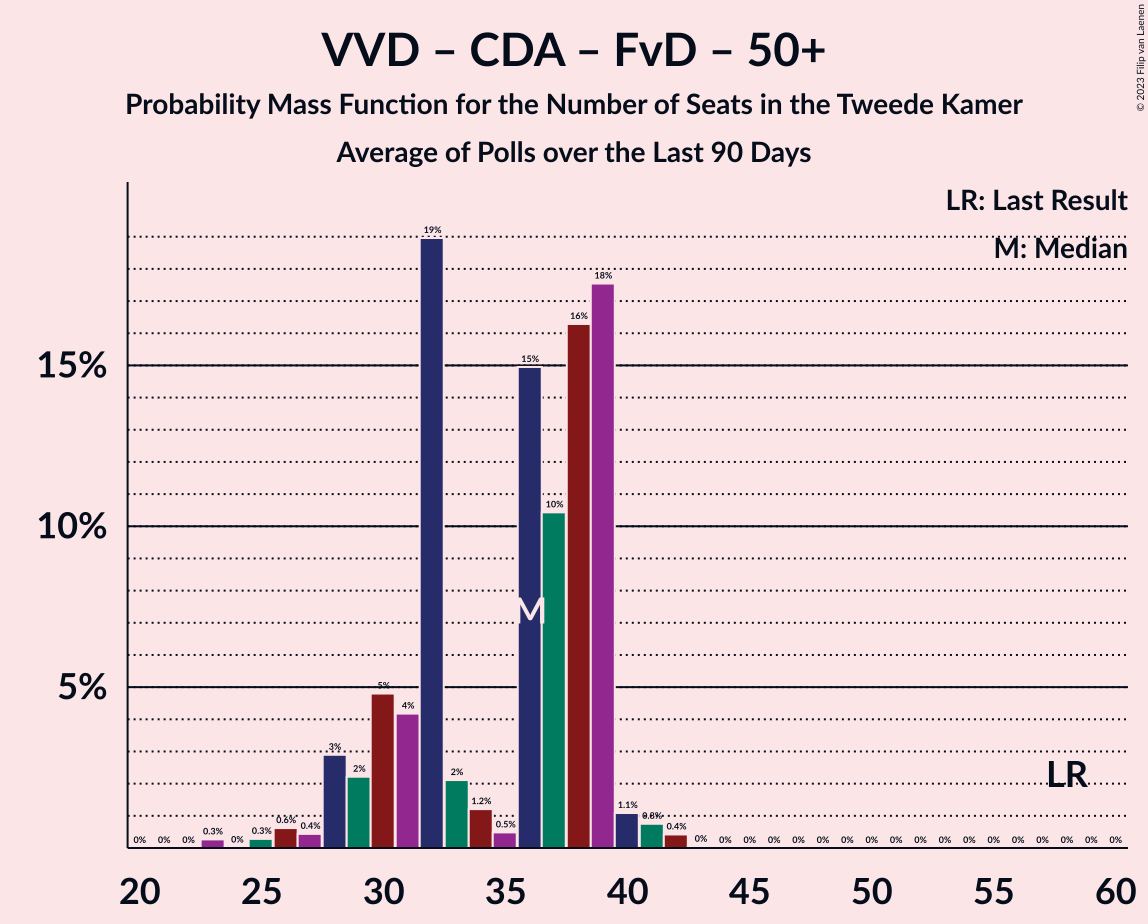 VVD – CDA – FvD – 50+
Probability Mass Function for the Number of Seats in the Tweede Kamer
Average of Polls over the Last 90 Days
© 2023 Filip van Laenen
LR: Last Result
M: Median
15%
10%
5%
0% 0% 0% 0.3% 0% 0.3% 0.6% 0.4% 3% 2% 5% 4% 19% 2% 1.2% 0.5% 15% 10% 16% 18% 1.1% 0.8% 0.4% 0% 0% 0% 0% 0% 0% 0% 0% 0% 0% 0% 0% 0% 0% 0% 0% 0% 0%
M
LR
20 25 30 35 40 45 50 55 60